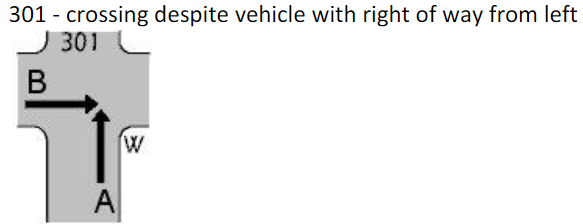 301 - crossing despite vehicle with right of way from left
301
B
W
A